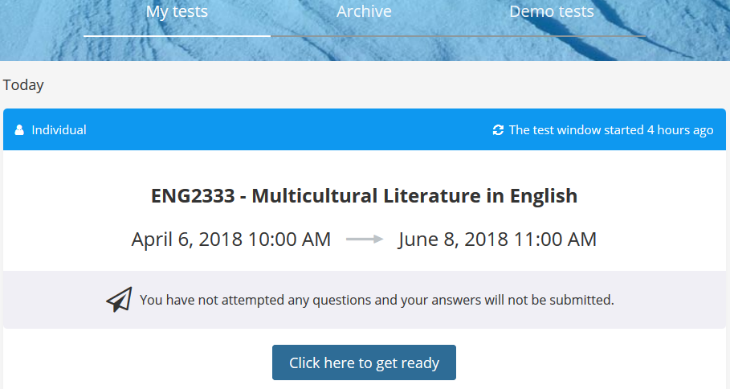 My tests Archive Demo tests
Today
Individual The test window started 4 hours ago
ENG2333 - Multicultural Literature in English
April 6, 2018 10:00 AM June 8, 2018 11:00 AM
You have not attempted any questions and your answers will not be submitted.
Click here to get ready